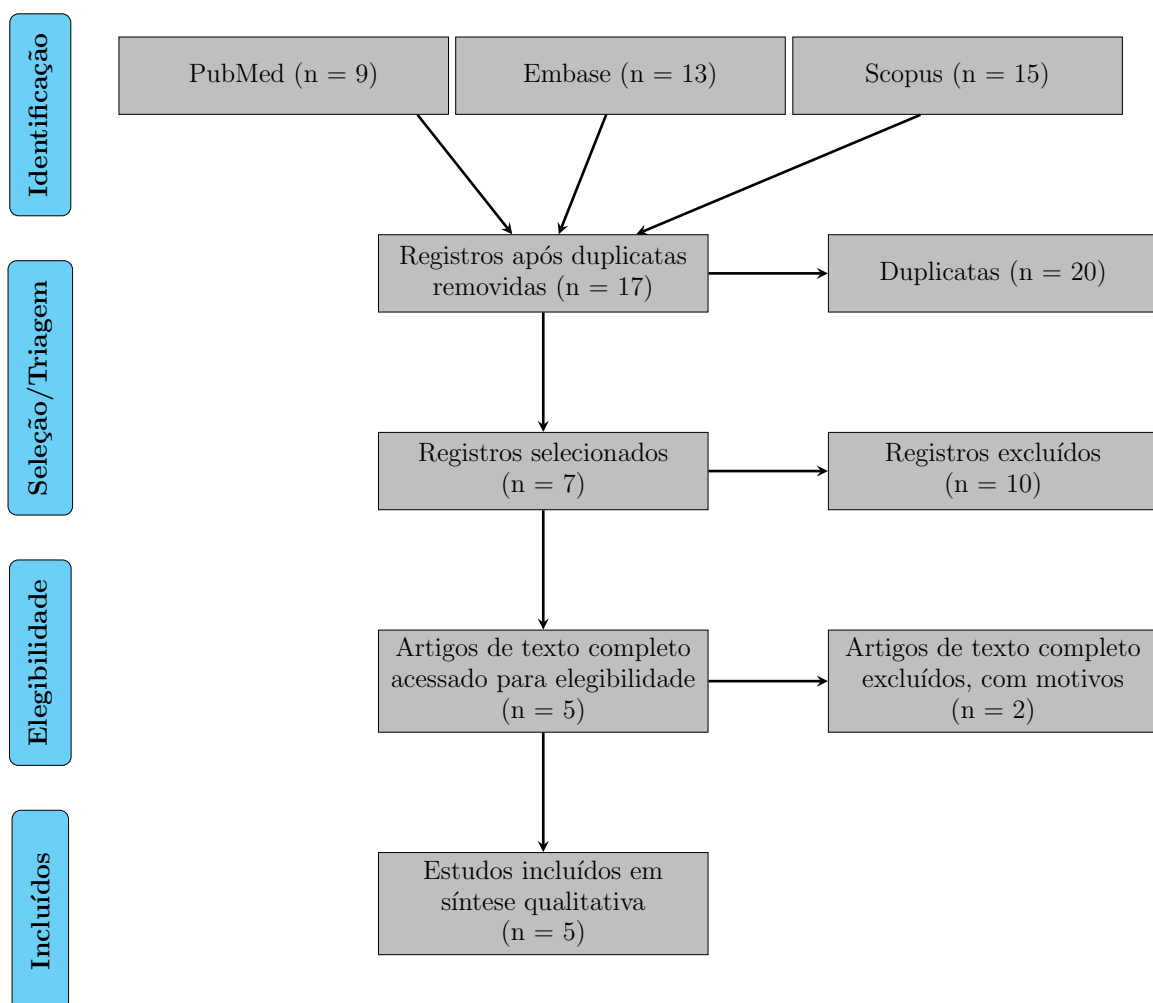 Identificação
PubMed (n = 9)
Embase (n = 13)
Scopus (n = 15)
Seleção/Triagem
Registros após duplicatas
removidas (n = 17)
Duplicatas (n = 20)
Registros selecionados
(n = 7)
Registros excluídos
(n = 10)
Elegibilidade
Artigos de texto completo
acessado para elegibilidade
(n = 5)
Artigos de texto completo
excluídos, com motivos
(n = 2)
Incluídos
Estudos incluídos em
síntese qualitativa
(n = 5)